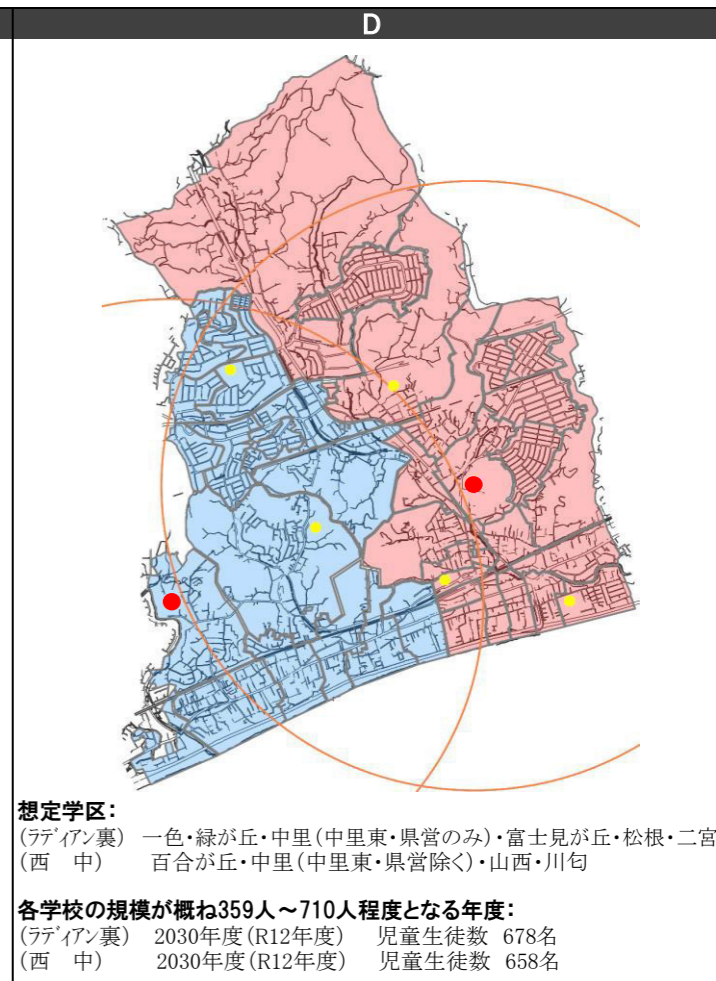 D
想定学区:
(ﾗﾃﾞｨｱﾝ裏) 一色・緑が丘・中里(中里東・県営のみ)・富士見が丘・松根・二宮
(西 中) 百合が丘・中里(中里東・県営除く)・山西・川匂
各学校の規模が概ね359人～710人程度となる年度:
(ﾗﾃﾞｨｱﾝ裏) 2030年度(R12年度) 児童生徒数 678名
(西 中) 2030年度(R12年度) 児童生徒数 658名